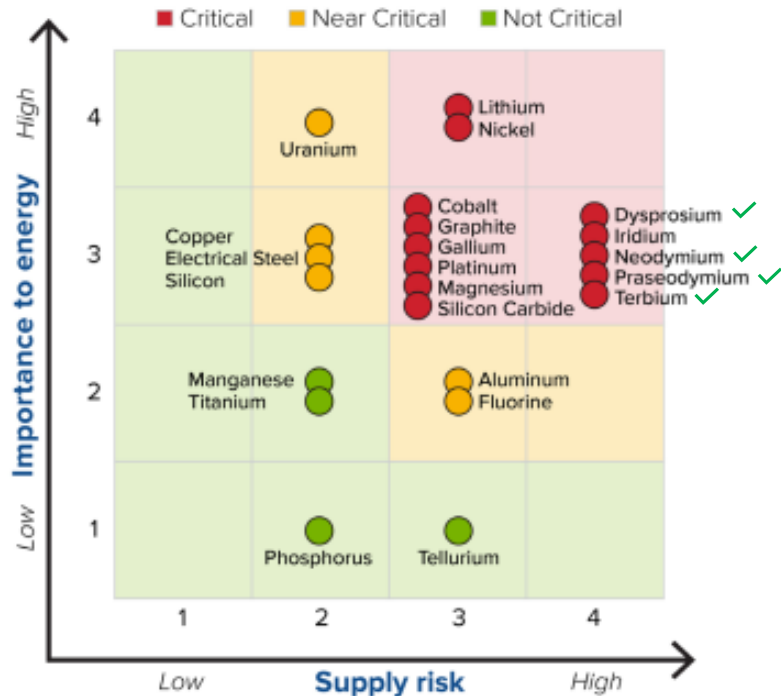 Critical
Near Critical
Not Critical
High
Importance to energy
Low
4
3
2
1
Uranium
Lithium
Nickel
Copper
Electrical Steel
Silicon
Cobalt
Graphite
Gallium
Platinum
Magnesium
Silicon Carbide
Dysprosium
Iridium
Neodymium
Praseodymium
Terbium
Manganese
Titanium
Aluminum
Fluorine
Phosphorus
Tellurium
1
2
3
4
Low
Supply risk
High